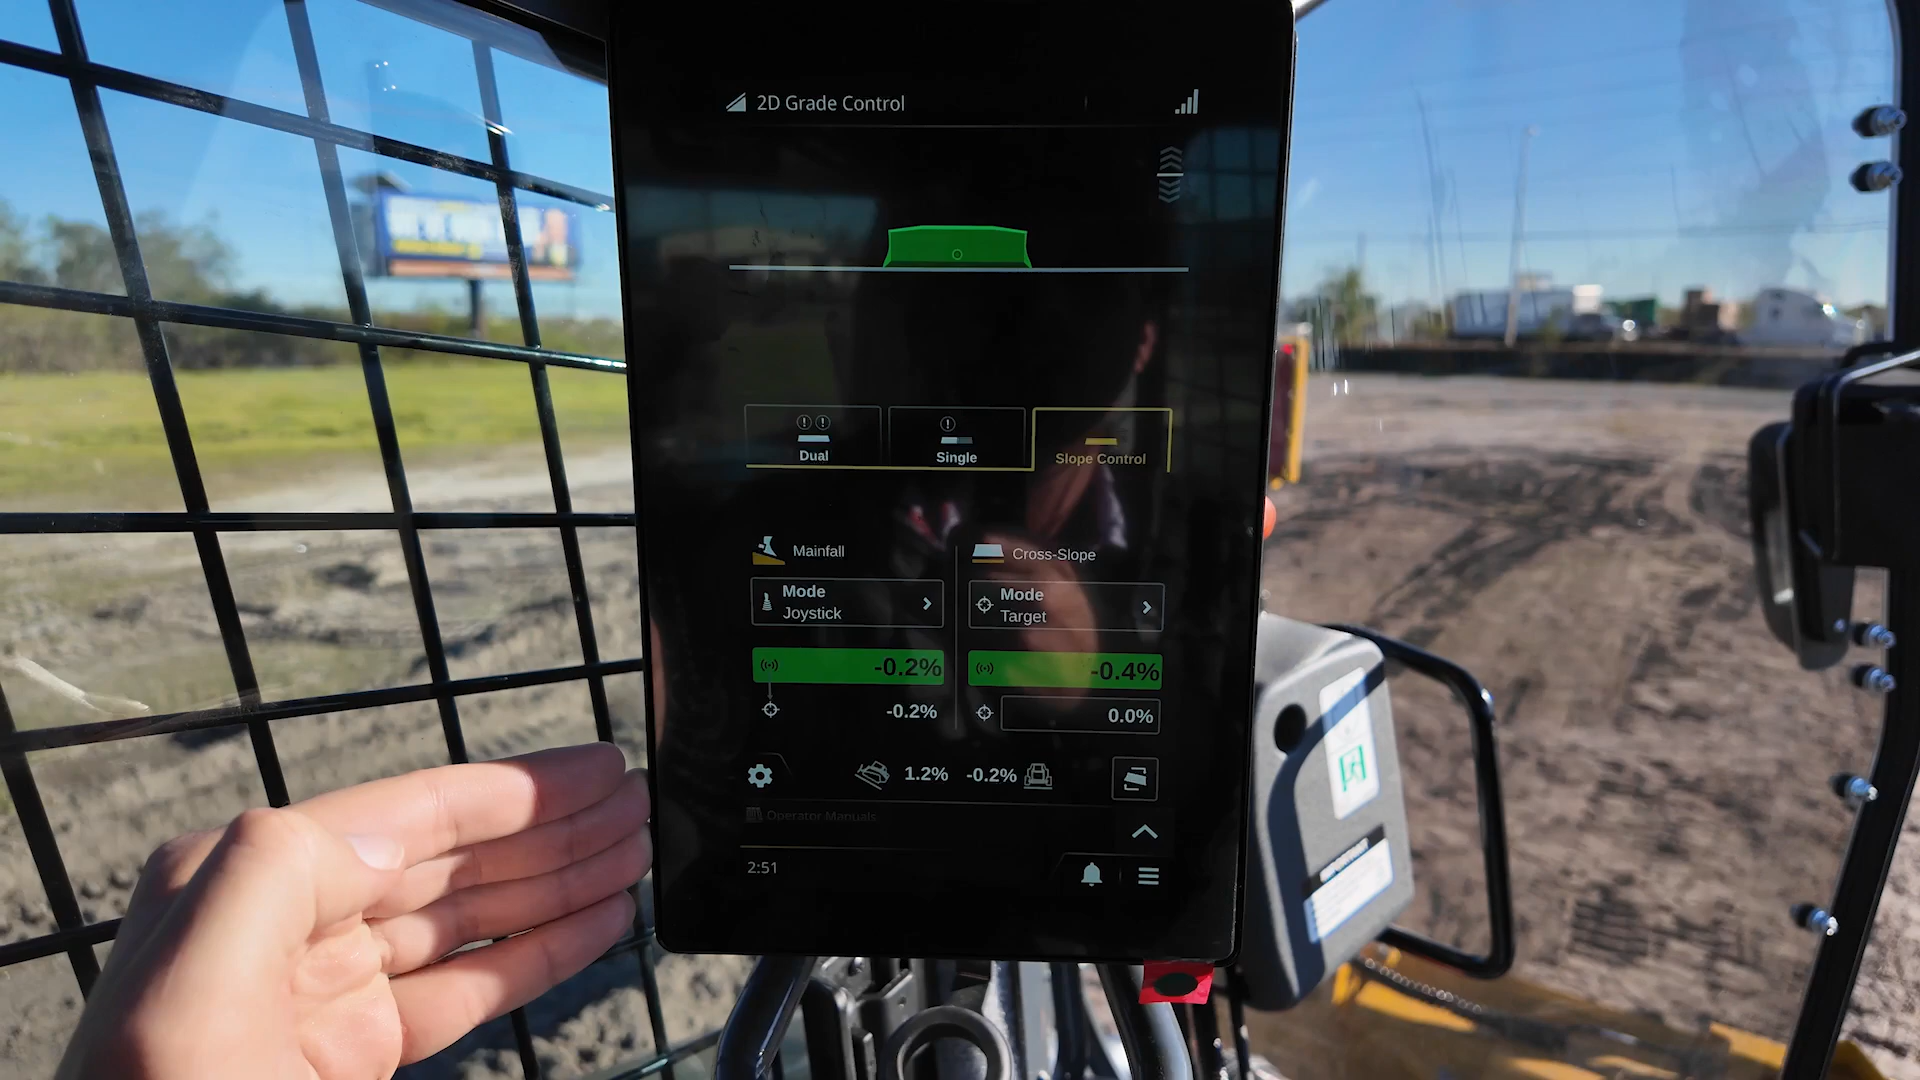 2D Grade Control
Dual
Single
Slope Control
Mainfall
Cross-Slope
Mode
Joystick
Mode
Target
-0.2%
-0.4%
-0.2%
0.0%
1.2%
-0.2%
Operator Manuals
2:51
IMPORTANT